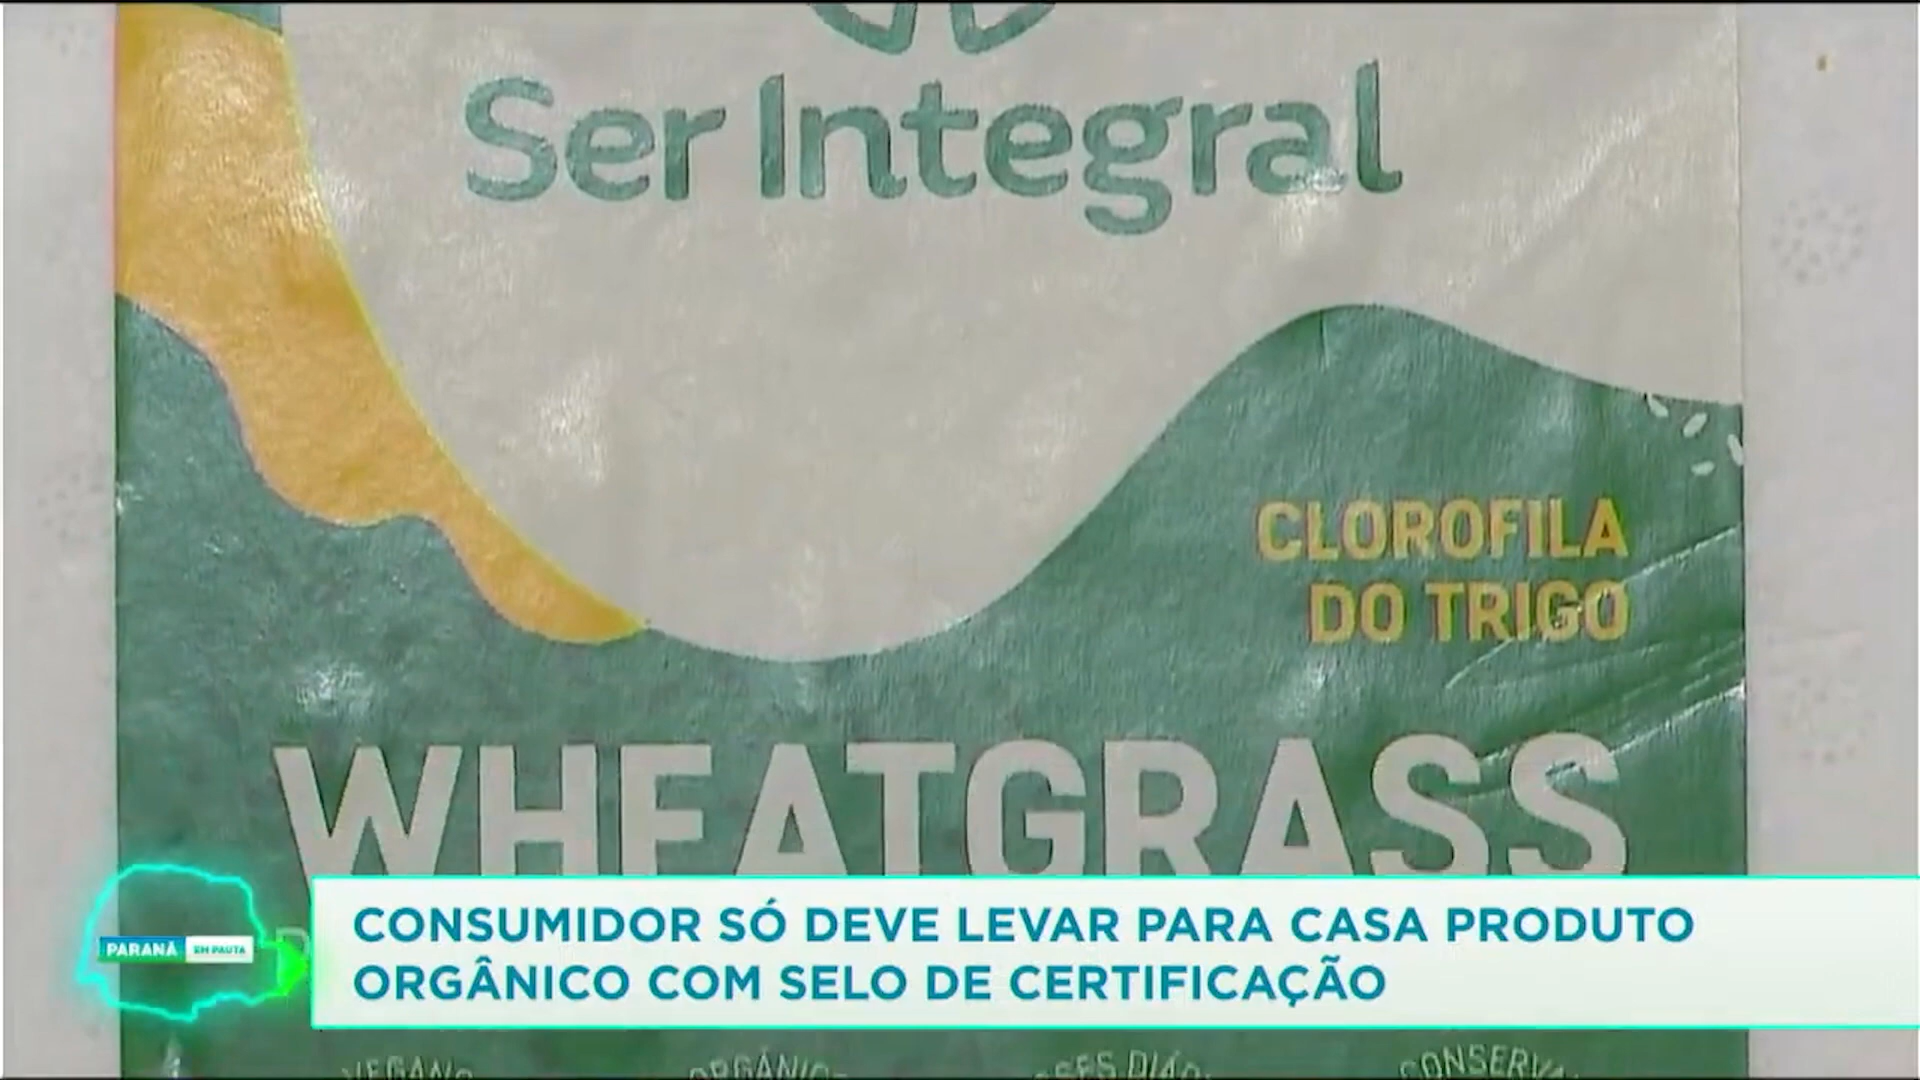 Ser Integral
CLOROFILA
DO TRIGO
WHEATGRASS
CONSUMIDOR SÓ DEVE LEVAR PARA CASA PRODUTO
ORGÂNICO COM SELO DE CERTIFICAÇÃO
PARANÁ EM PAUTA
VEGANO